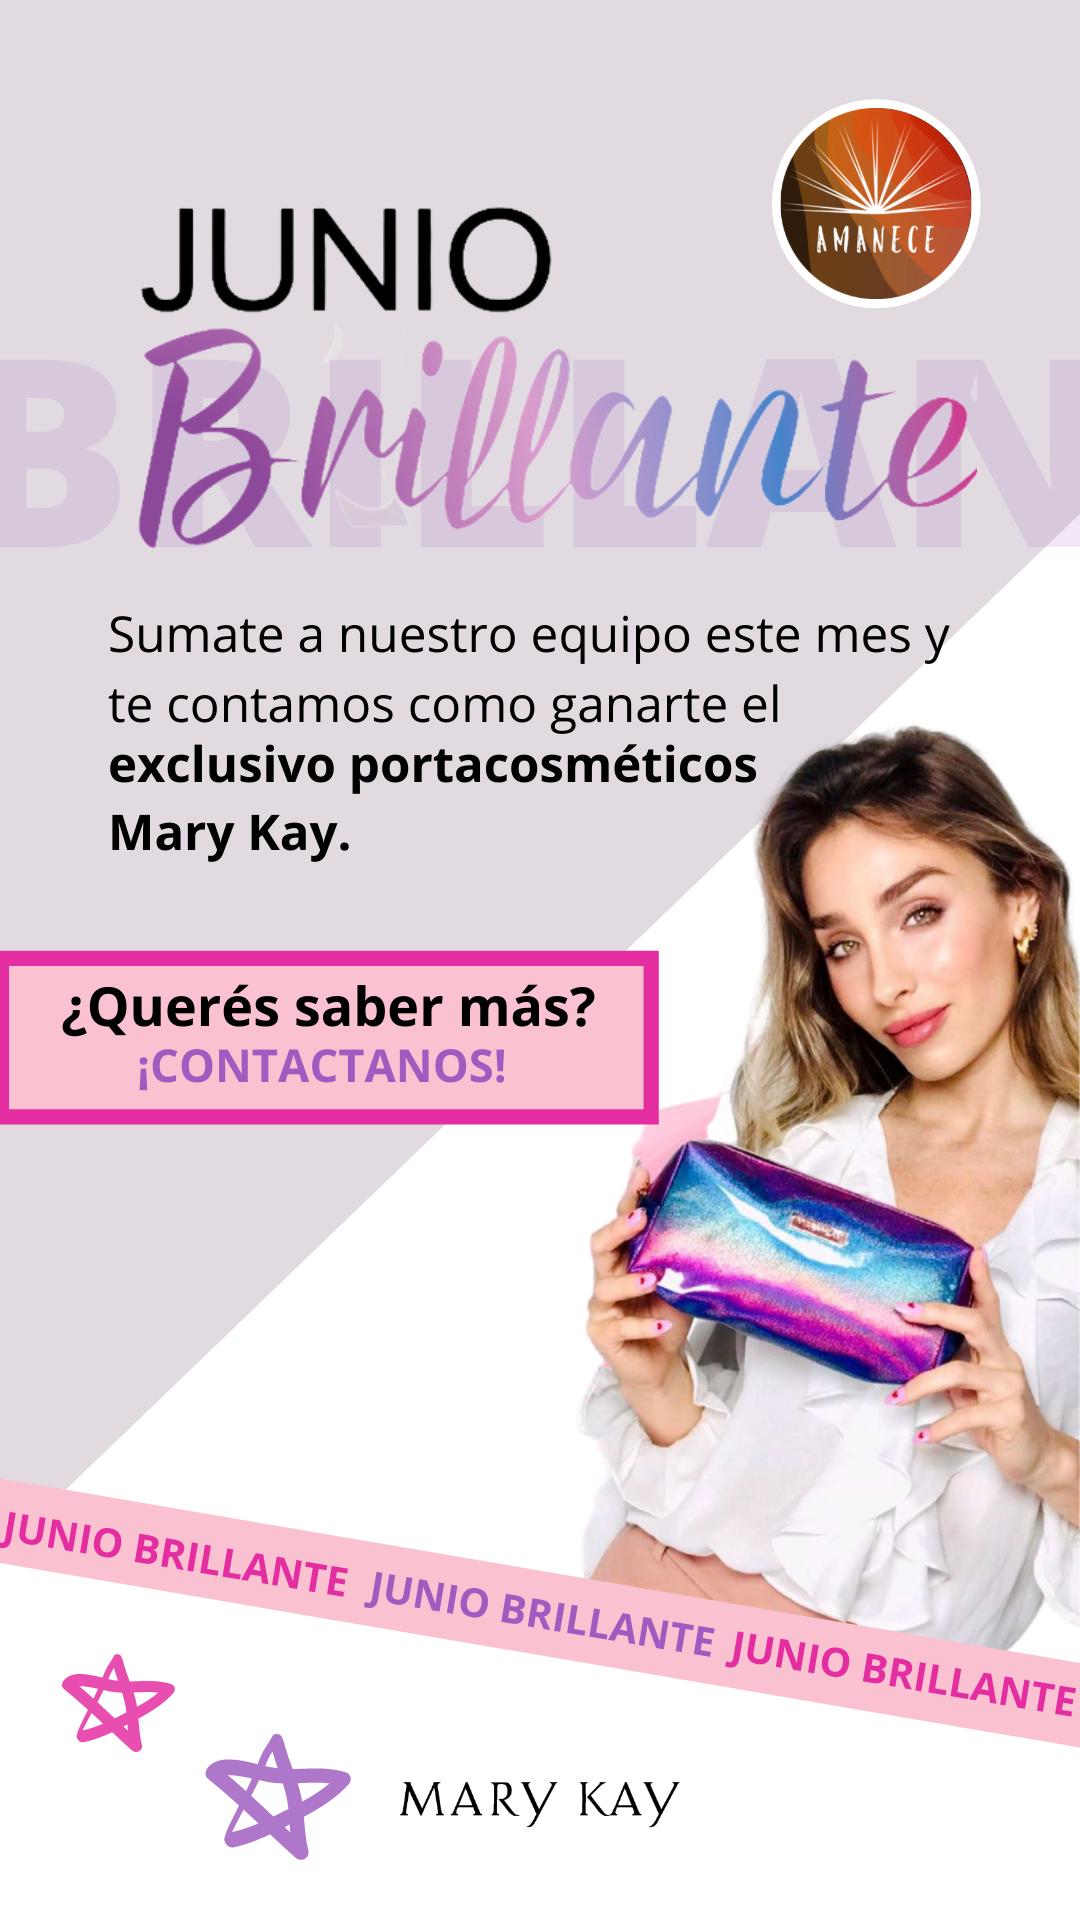 AMANECE
JUNIO
Brillante
BRILLAN
Sumate a nuestro equipo este mes y
te contamos como ganarte el
exclusivo portacosméticos
Mary Kay.
¿Querés saber más?
¡CONTACTANOS!
JUNIO BRILLANTE JUNIO BRILLANTE JUNIO BRILLANTE
MARY KAY